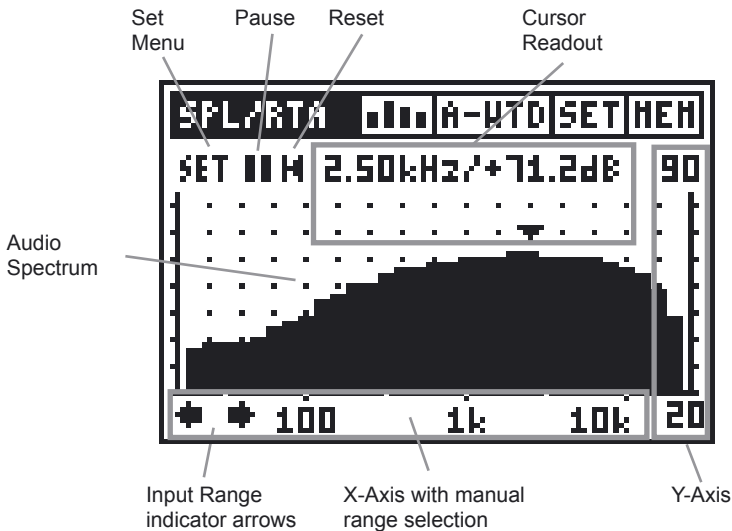 Set Menu
Pause
Reset
Cursor Readout
SPL/RTA A-WTD SET MEM
SET 2.50kHz/+71.2dB 90
Audio Spectrum
100 1k 10k 20
Input Range indicator arrows
X-Axis with manual range selection
Y-Axis